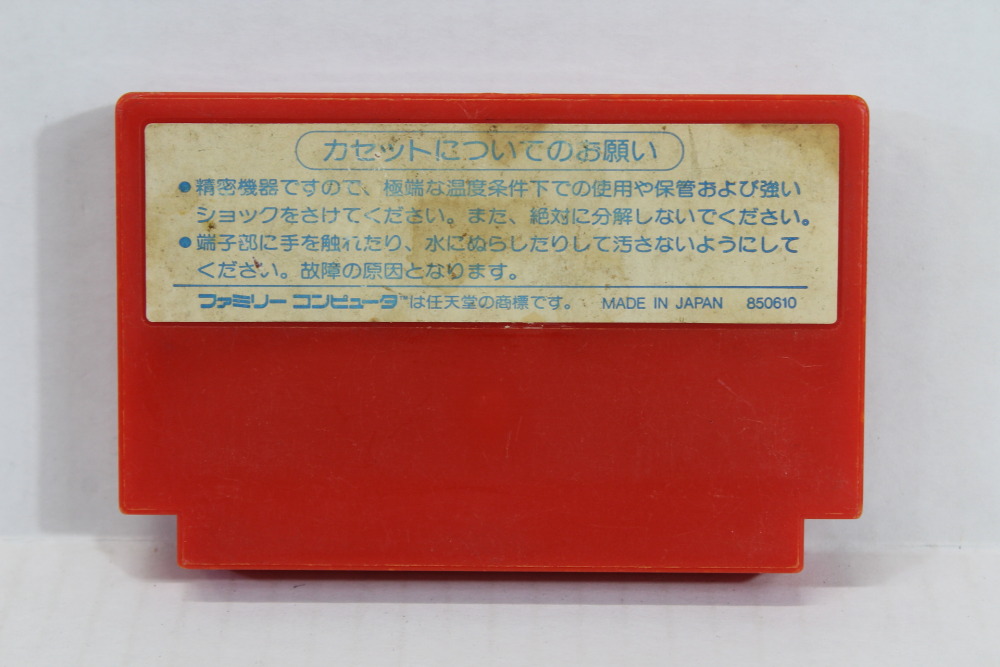 カセットについてのお願い
●精密機器ですので、極端な温度条件下での使用や保管および強い
ショックをさけてください。また、絶対に分解しないでください。
●端子部に手を触れたり、水にぬらしたりして汚さないようにして
ください。故障の原因となります。
ファミリー コンピュータ™は任天堂の商標です。 MADE IN JAPAN 850610